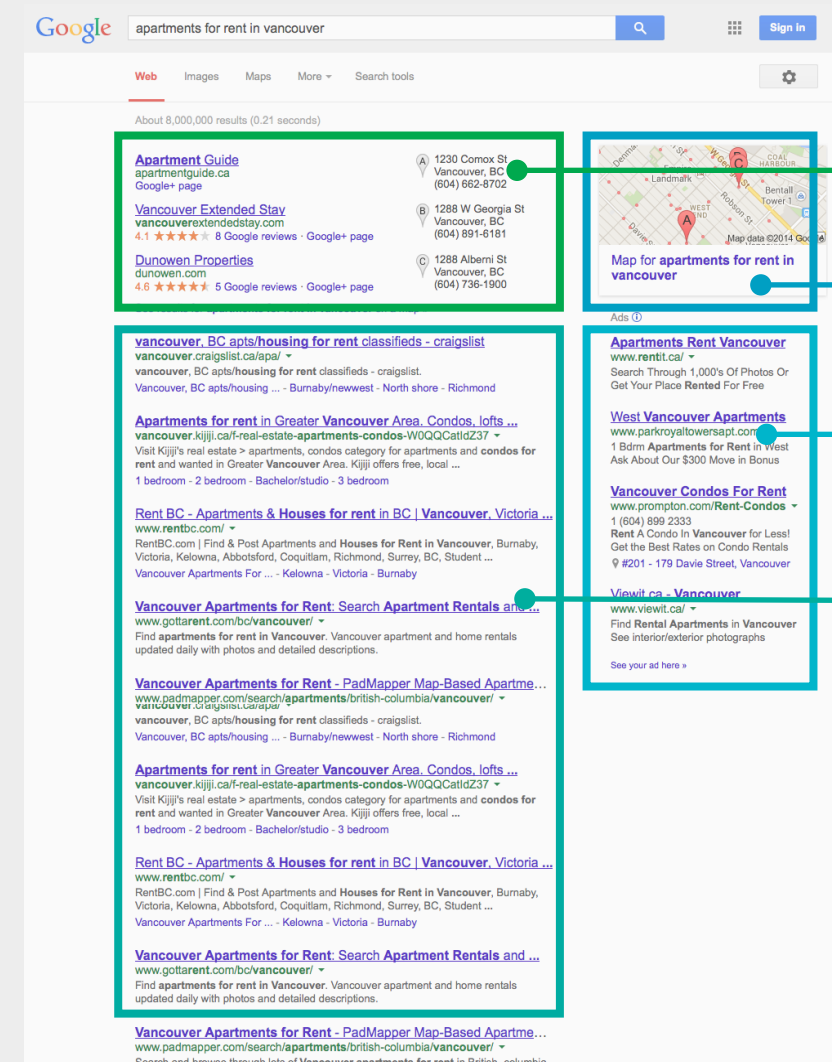 Google
apartments for rent in vancouver
Sign in
Web Images Maps More Search tools
About 8,000,000 results (0.21 seconds)
Apartment Guide
apartmentguide.ca
Google+ page
A 1230 Comox St
Vancouver, BC
(604) 662-8702
Vancouver Extended Stay
vancouverextendedstay.com
4.1 ★★★★★ 8 Google reviews · Google+ page
B 1288 W Georgia St
Vancouver, BC
(604) 891-6181
Dunowen Properties
dunowen.com
4.6 ★★★★★ 5 Google reviews · Google+ page
C 1288 Alberni St
Vancouver, BC
(604) 736-1900
vancouver, BC apts/housing for rent classifieds - craigslist
vancouver.craigslist.ca/apa/
vancouver, BC apts/housing for rent classifieds - craigslist.
Vancouver, BC apts/housing ... - Burnaby/newwest - North shore - Richmond
Apartments for rent in Greater Vancouver Area. Condos, lofts ...
vancouver.kijiji.ca/f-real-estate-apartments-condos-W0QQCatIdZ37
Visit Kijiji's real estate > apartments, condos category for apartments and condos for
rent and wanted in Greater Vancouver Area. Kijiji offers free, local ...
1 bedroom - 2 bedroom - Bachelor/studio - 3 bedroom
Rent BC - Apartments & Houses for rent in BC | Vancouver, Victoria ...
www.rentbc.com/
RentBC.com | Find & Post Apartments and Houses for Rent in Vancouver, Burnaby,
Victoria, Kelowna, Abbotsford, Coquitlam, Richmond, Surrey, BC, Student ...
Vancouver Apartments For ... - Kelowna - Victoria - Burnaby
Vancouver Apartments for Rent: Search Apartment Rentals and ...
www.gottarent.com/bc/vancouver/
Find apartments for rent in Vancouver. Vancouver apartment and home rentals
updated daily with photos and detailed descriptions.
Vancouver Apartments for Rent - PadMapper Map-Based Apartme...
www.padmapper.com/search/apartments/british-columbia/vancouver/
vancouver.craigslist.ca/apa/
vancouver, BC apts/housing for rent classifieds - craigslist.
Vancouver, BC apts/housing ... - Burnaby/newwest - North shore - Richmond
Apartments for rent in Greater Vancouver Area. Condos, lofts ...
vancouver.kijiji.ca/f-real-estate-apartments-condos-W0QQCatIdZ37
Visit Kijiji's real estate > apartments, condos category for apartments and condos for
rent and wanted in Greater Vancouver Area. Kijiji offers free, local ...
1 bedroom - 2 bedroom - Bachelor/studio - 3 bedroom
Rent BC - Apartments & Houses for rent in BC | Vancouver, Victoria ...
www.rentbc.com/
RentBC.com | Find & Post Apartments and Houses for Rent in Vancouver, Burnaby,
Victoria, Kelowna, Abbotsford, Coquitlam, Richmond, Surrey, BC, Student ...
Vancouver Apartments For ... - Kelowna - Victoria - Burnaby
Vancouver Apartments for Rent: Search Apartment Rentals and ...
www.gottarent.com/bc/vancouver/
Find apartments for rent in Vancouver. Vancouver apartment and home rentals
updated daily with photos and detailed descriptions.
Vancouver Apartments for Rent - PadMapper Map-Based Apartme...
www.padmapper.com/search/apartments/british-columbia/vancouver/
Search and browse through lots of Vancouver apartments for rent in British columbia
Denma
W Geo
COAL
HARBOUR
Landmark
Bentall
Tower 1
Robson St
WEST
ND
Davie
A
C
Map data ©2014 Google
Map for apartments for rent in
vancouver
Ads
Apartments Rent Vancouver
www.rentit.ca/
Search Through 1,000's Of Photos Or
Get Your Place Rented For Free
West Vancouver Apartments
www.parkroyaltowersapt.com
1 Bdrm Apartments for Rent in West
Ask About Our $300 Move in Bonus
Vancouver Condos For Rent
www.prompton.com/Rent-Condos
1 (604) 899 2333
Rent A Condo In Vancouver for Less!
Get the Best Rates on Condo Rentals
#201 - 179 Davie Street, Vancouver
Viewit.ca - Vancouver
www.viewit.ca/
Find Rental Apartments in Vancouver
See interior/exterior photographs
See your ad here »